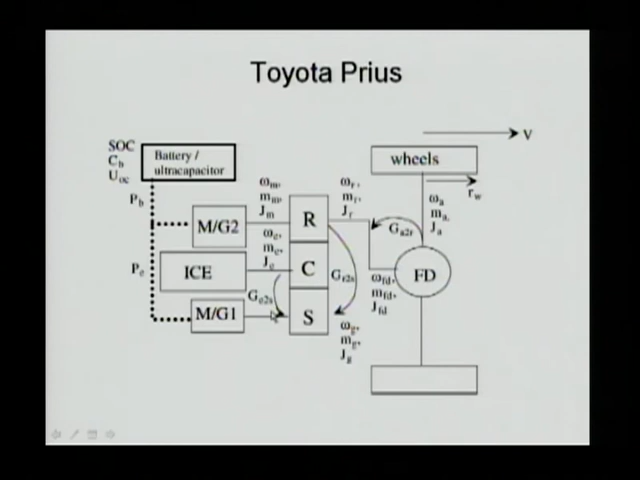 Toyota Prius
V
SOC
C_b
U_oc
Battery /
ultracapacitor
wheels
r_w
P_b
ω_m,
m_m,
J_m
ω_r,
m_r,
J_r
ω_a
m_a,
J_a
M/G2
R
G_a2r
ω_e,
m_e,
J_e
P_e
ICE
C
G_r2s
ω_fd,
m_fd,
J_fd
FD
G_e2s
M/G1
S
ω_g,
m_g,
J_g